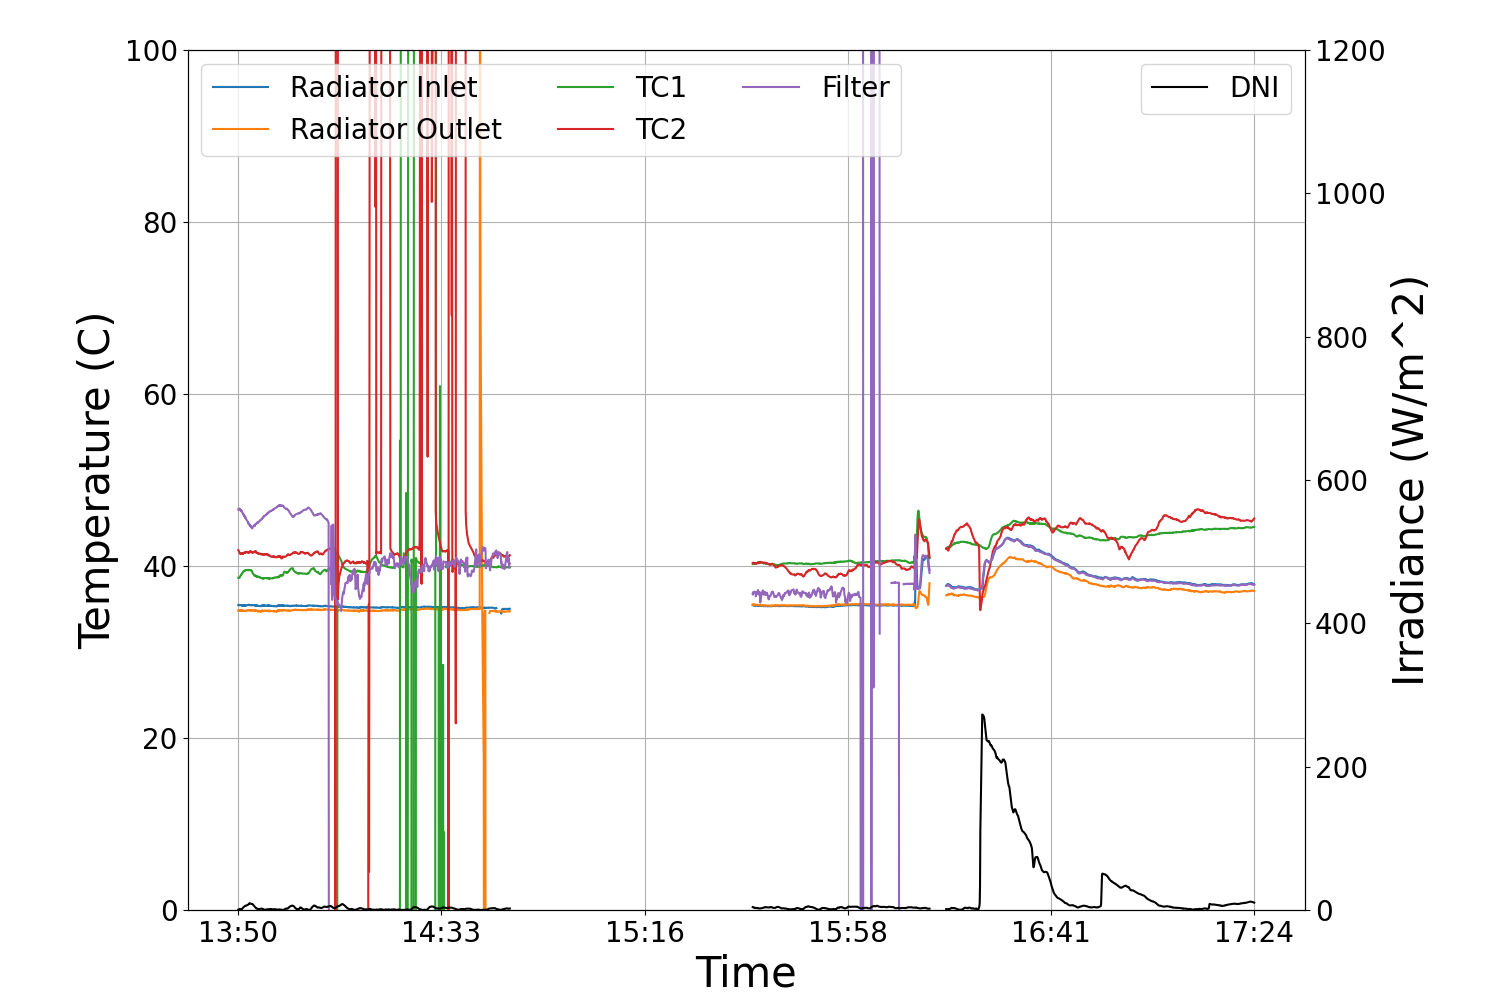 100
80
60
40
20
0
Temperature (C)
Radiator Inlet
Radiator Outlet
TC1
TC2
Filter
DNI
1200
1000
800
600
400
200
0
Irradiance (W/m^2)
13:50 14:33 15:16 15:58 16:41 17:24
Time